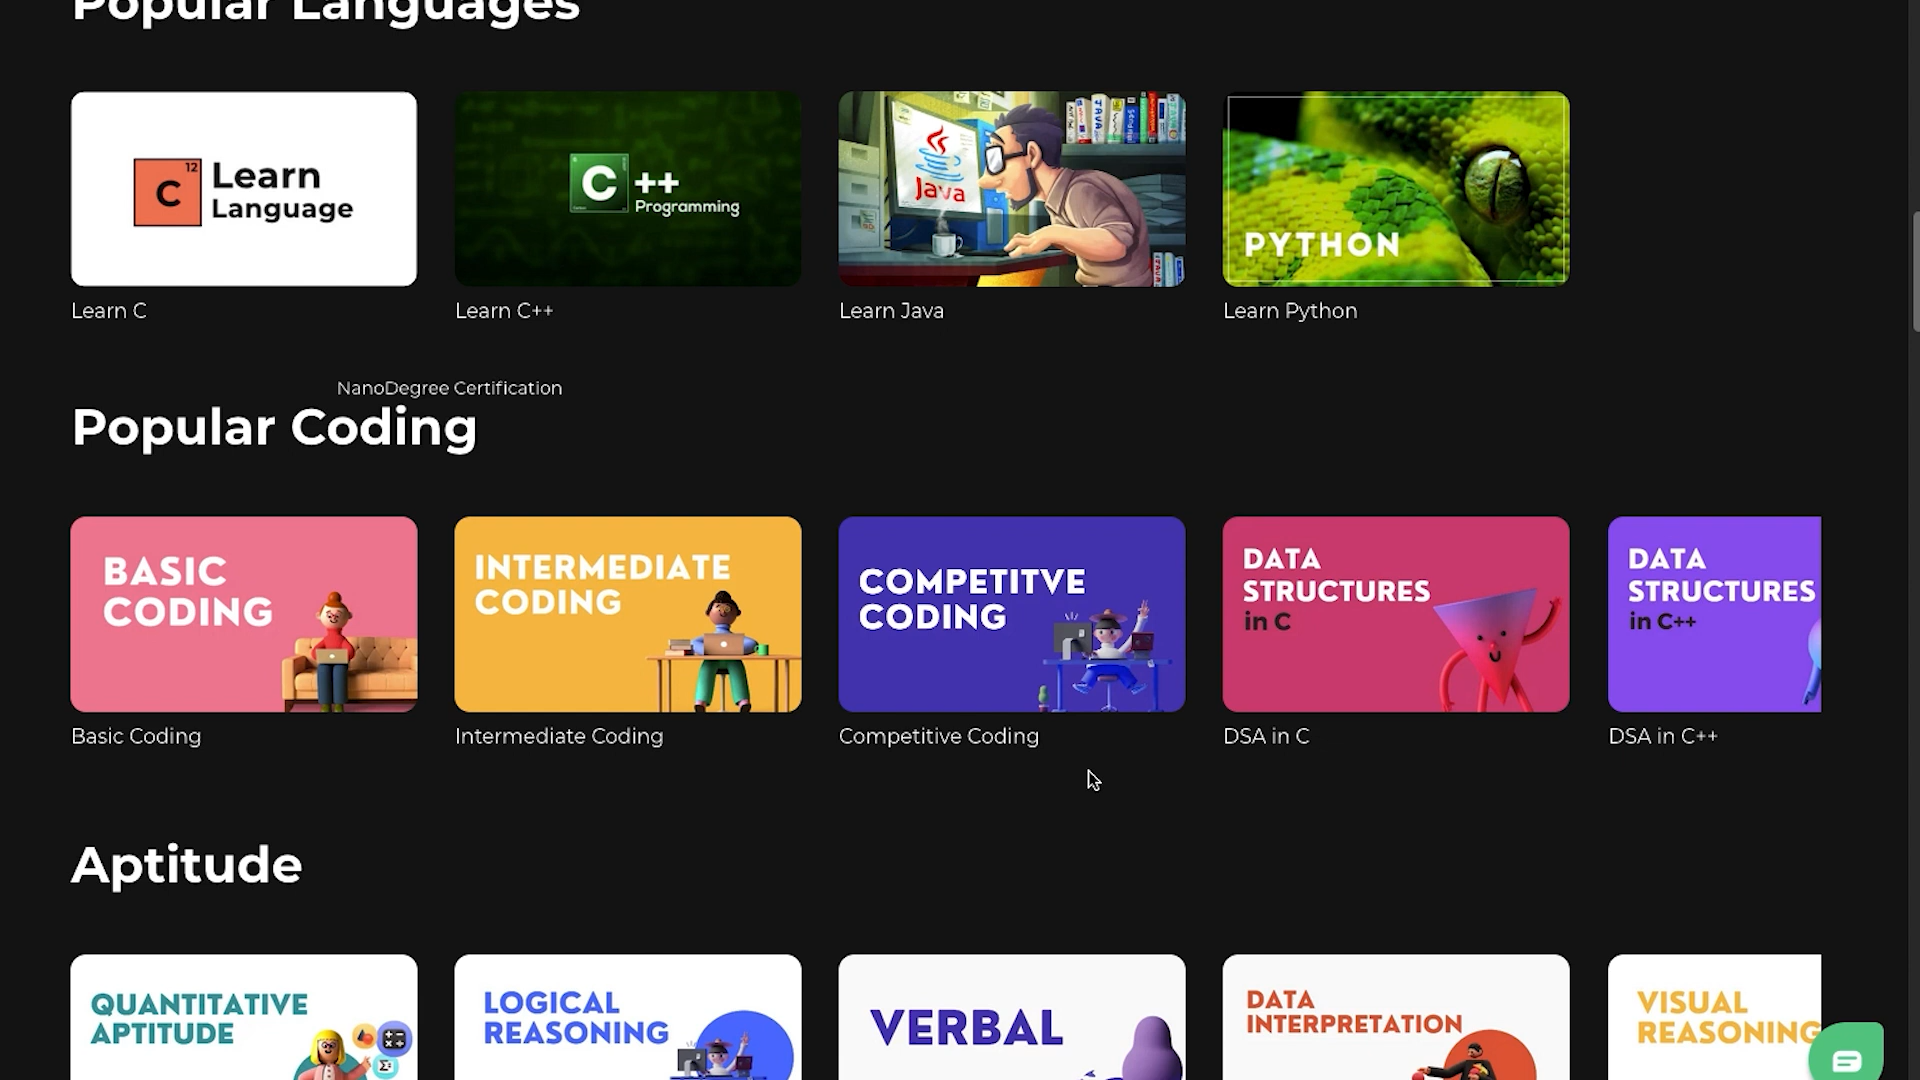 Popular Languages
12
C
Learn
Language
C
++
Programming
Java
PYTHON
Learn C
Learn C++
Learn Java
Learn Python
NanoDegree Certification
Popular Coding
BASIC
CODING
INTERMEDIATE
CODING
COMPETITVE
CODING
DATA
STRUCTURES
in C
DATA
STRUCTURES
in C++
Basic Coding
Intermediate Coding
Competitive Coding
DSA in C
DSA in C++
Aptitude
QUANTITATIVE
APTITUDE
LOGICAL
REASONING
VERBAL
DATA
INTERPRETATION
VISUAL
REASONING